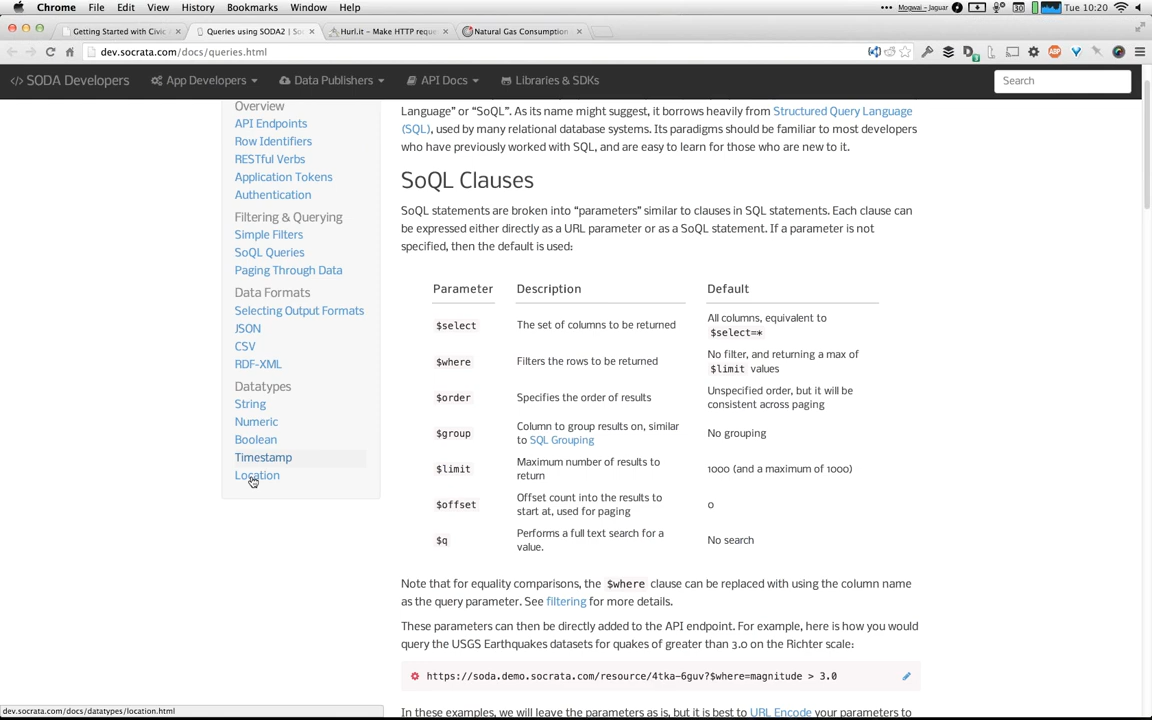 Chrome File Edit View History Bookmarks Window Help
Mogwai – Jaguar
Tue 10:20
Getting Started with Civic
Queries using SODA2 | So
Hurl.it – Make HTTP reque
Natural Gas Consumption
dev.socrata.com/docs/queries.html
</> SODA Developers App Developers Data Publishers API Docs Libraries & SDKs Search
Overview
API Endpoints
Row Identifiers
RESTful Verbs
Application Tokens
Authentication
Filtering & Querying
Simple Filters
SoQL Queries
Paging Through Data
Data Formats
Selecting Output Formats
JSON
CSV
RDF-XML
Datatypes
String
Numeric
Boolean
Timestamp
Location
Language” or “SoQL”. As its name might suggest, it borrows heavily from Structured Query Language
(SQL), used by many relational database systems. Its paradigms should be familiar to most developers
who have previously worked with SQL, and are easy to learn for those who are new to it.
SoQL Clauses
SoQL statements are broken into “parameters” similar to clauses in SQL statements. Each clause can
be expressed either directly as a URL parameter or as a SoQL statement. If a parameter is not
specified, then the default is used:
Parameter Description Default
$select The set of columns to be returned All columns, equivalent to
$select=*
$where Filters the rows to be returned No filter, and returning a max of
$limit values
$order Specifies the order of results Unspecified order, but it will be
consistent across paging
$group Column to group results on, similar
to SQL Grouping No grouping
$limit Maximum number of results to
return 1000 (and a maximum of 1000)
$offset Offset count into the results to
start at, used for paging 0
$q Performs a full text search for a
value. No search
Note that for equality comparisons, the $where clause can be replaced with using the column name
as the query parameter. See filtering for more details.
These parameters can then be directly added to the API endpoint. For example, here is how you would
query the USGS Earthquakes datasets for quakes of greater than 3.0 on the Richter scale:
https://soda.demo.socrata.com/resource/4tka-6guv?$where=magnitude > 3.0
In these examples, we will leave the parameters as is, but it is best to URL Encode your parameters to
dev.socrata.com/docs/datatypes/location.html